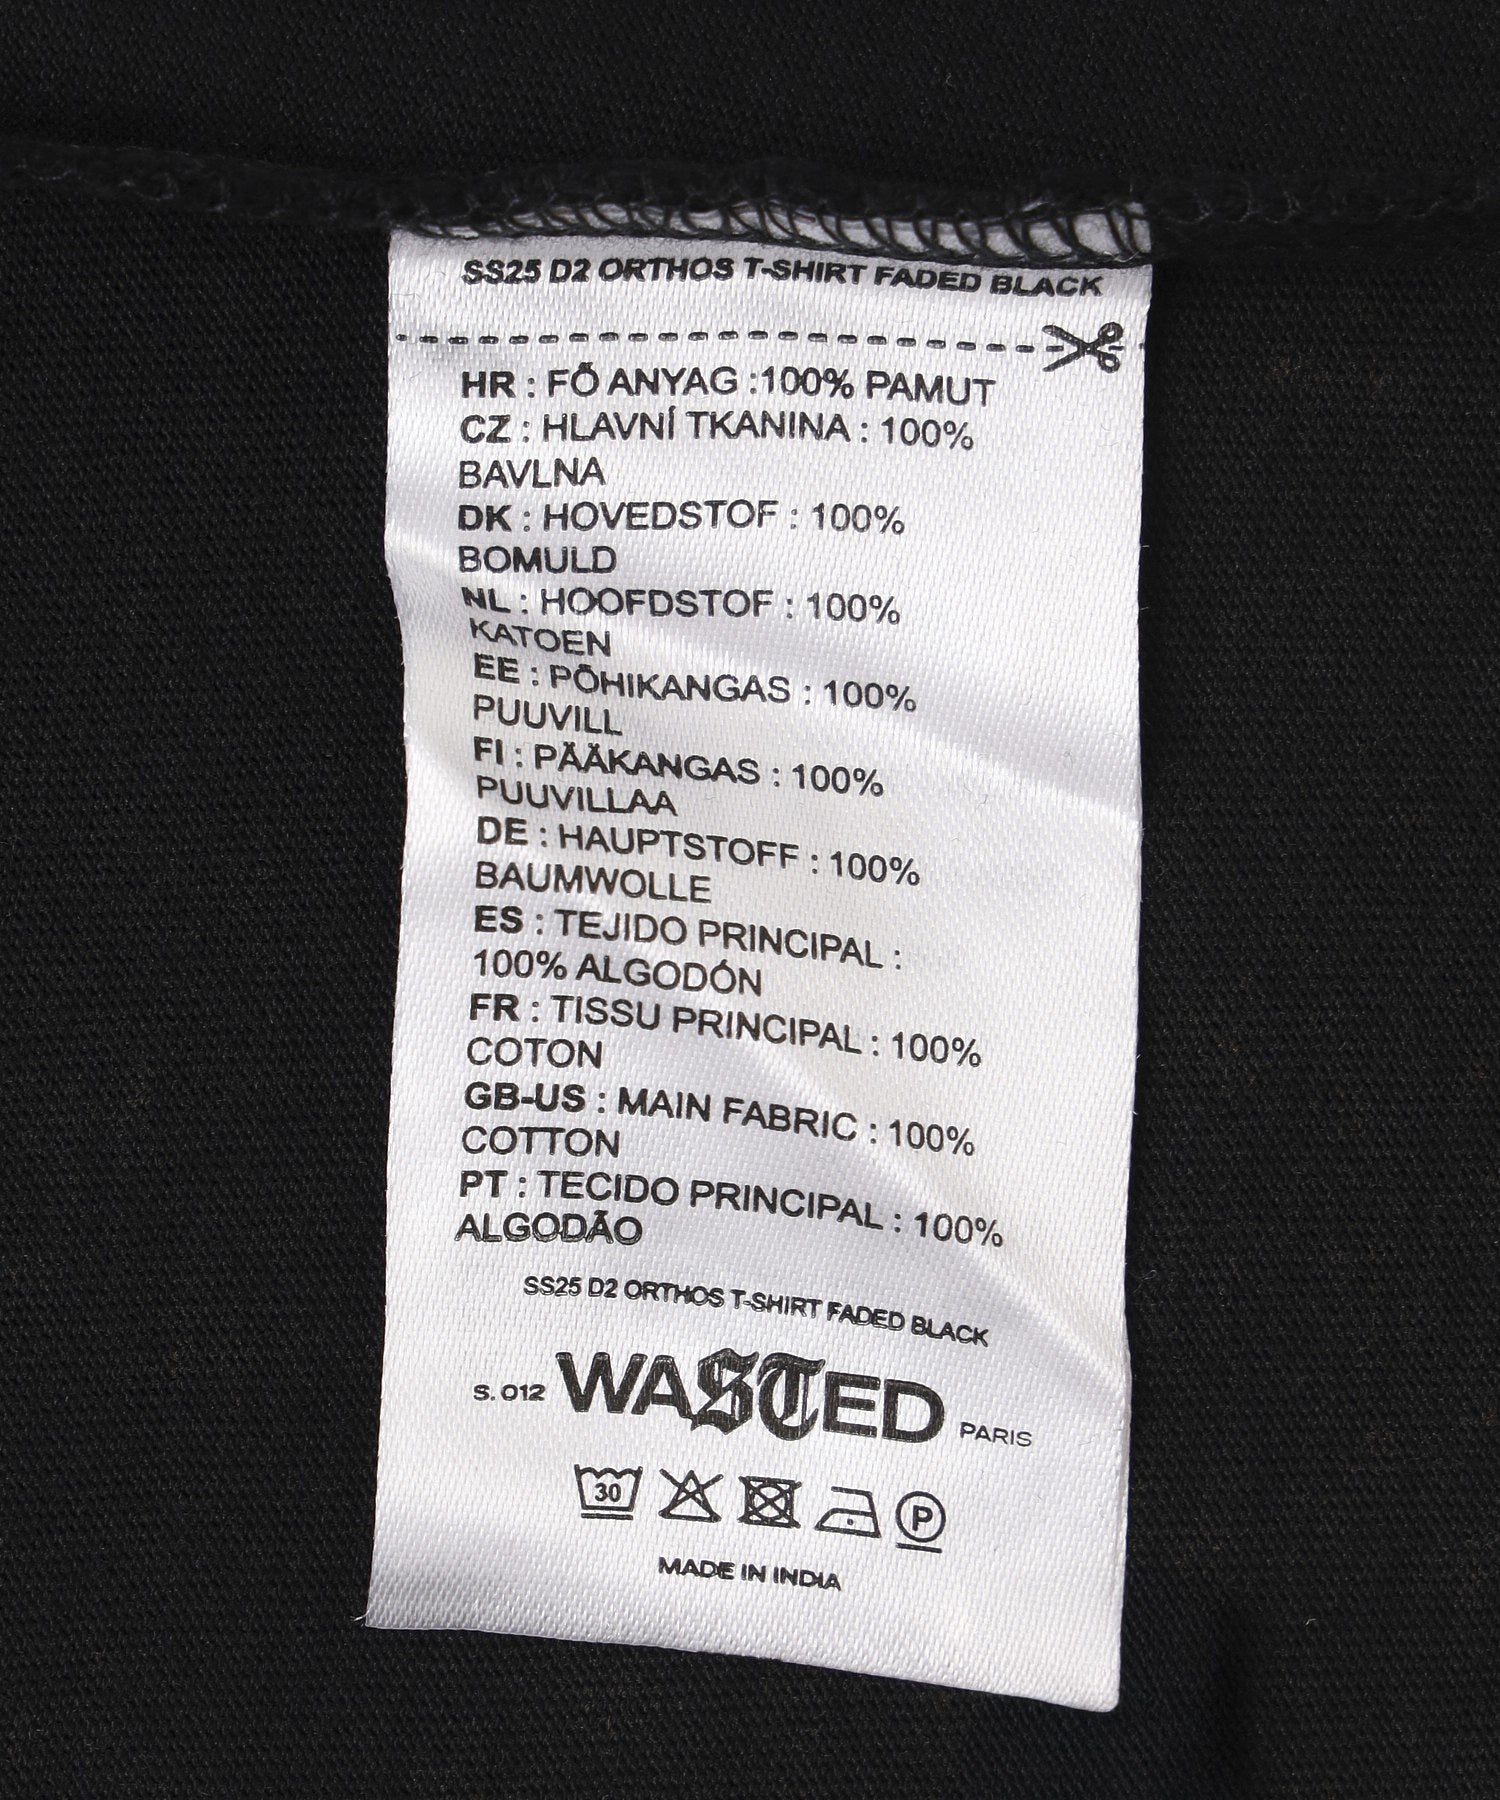 SS25 D2 ORTHOS T-SHIRT FADED BLACK
HR : FŐ ANYAG :100% PAMUT
CZ : HLAVNÍ TKANINA : 100%
BAVLNA
DK : HOVEDSTOF : 100%
BOMULD
NL : HOOFDSTOF : 100%
KATOEN
EE : PÕHIKANGAS : 100%
PUUVILL
FI : PÄÄKANGAS : 100%
PUUVILLAA
DE : HAUPTSTOFF : 100%
BAUMWOLLE
ES : TEJIDO PRINCIPAL :
100% ALGODÓN
FR : TISSU PRINCIPAL : 100%
COTON
GB-US : MAIN FABRIC : 100%
COTTON
PT : TECIDO PRINCIPAL : 100%
ALGODÃO
SS25 D2 ORTHOS T-SHIRT FADED BLACK
S. 012 WASTED PARIS
30 P
MADE IN INDIA